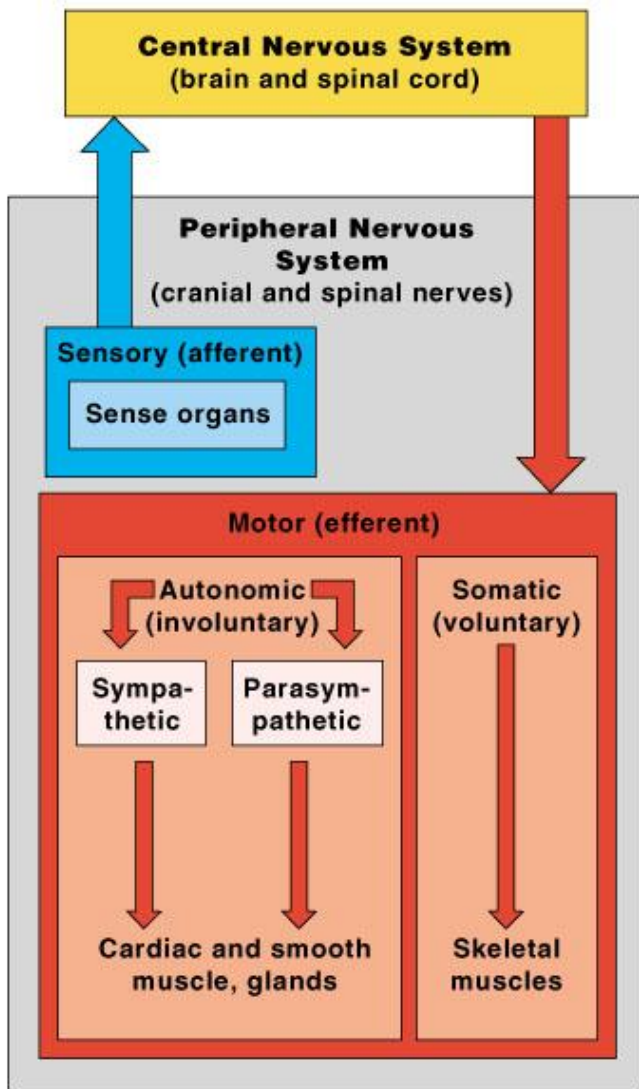 Central Nervous System
(brain and spinal cord)
Peripheral Nervous
System
(cranial and spinal nerves)
Sensory (afferent)
Sense organs
Motor (efferent)
Autonomic
(involuntary)
Sympa-
thetic
Parasym-
pathetic
Cardiac and smooth
muscle, glands
Somatic
(voluntary)
Skeletal
muscles